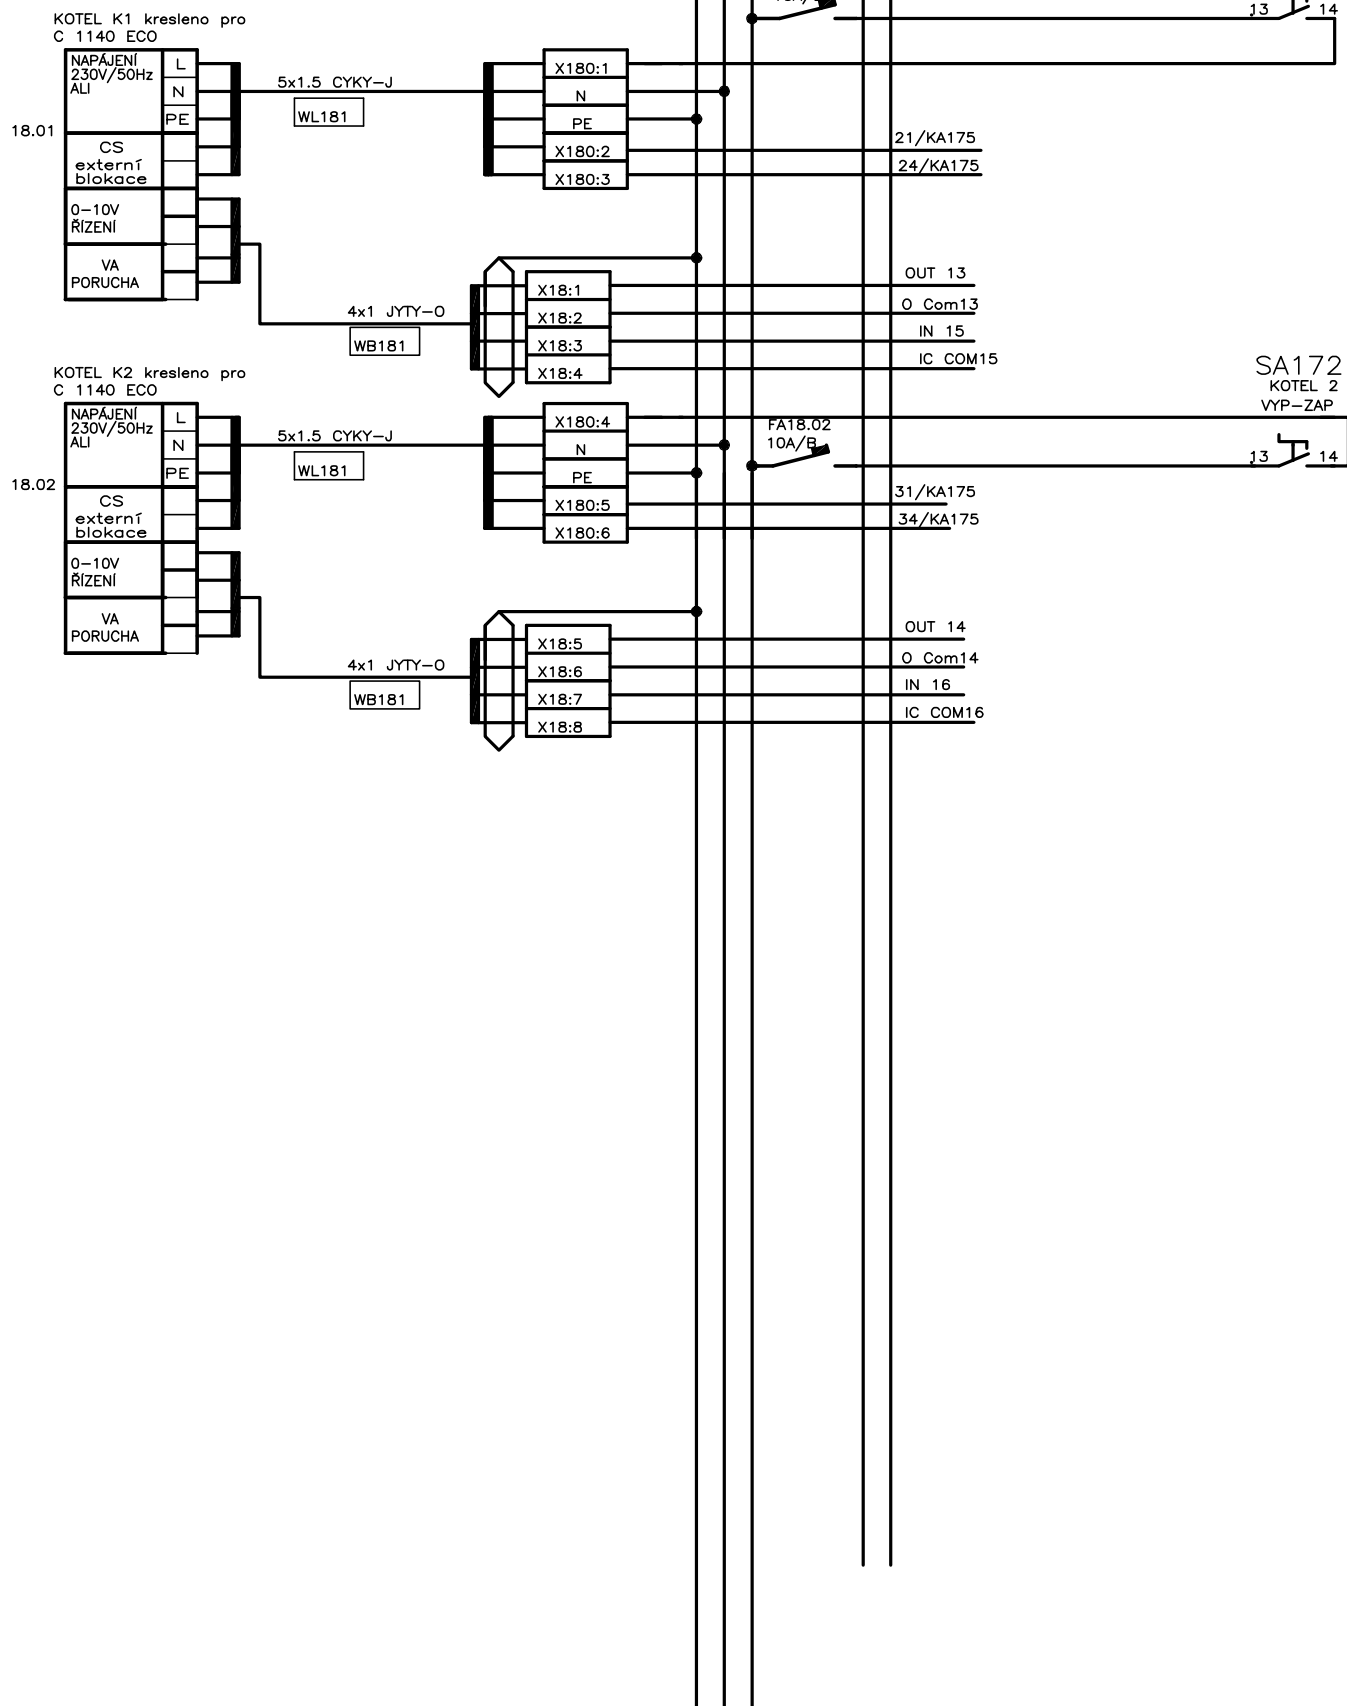 KOTEL K1 kresleno pro
C 1140 ECO
13
14
NAPÁJENÍ
230V/50Hz
ALI
L
N
PE
18.01
CS
externí
blokace
0-10V
ŘÍZENÍ
VA
PORUCHA
5x1.5 CYKY-J
WL181
X180:1
N
PE
X180:2
X180:3
21/KA175
24/KA175
4x1 JYTY-O
WB181
X18:1
X18:2
X18:3
X18:4
OUT 13
O Com13
IN 15
IC COM15
KOTEL K2 kresleno pro
C 1140 ECO
SA172
KOTEL 2
VYP-ZAP
NAPÁJENÍ
230V/50Hz
ALI
L
N
PE
18.02
CS
externí
blokace
0-10V
ŘÍZENÍ
VA
PORUCHA
5x1.5 CYKY-J
WL181
X180:4
N
PE
X180:5
X180:6
FA18.02
10A/B
13
14
31/KA175
34/KA175
4x1 JYTY-O
WB181
X18:5
X18:6
X18:7
X18:8
OUT 14
O Com14
IN 16
IC COM16